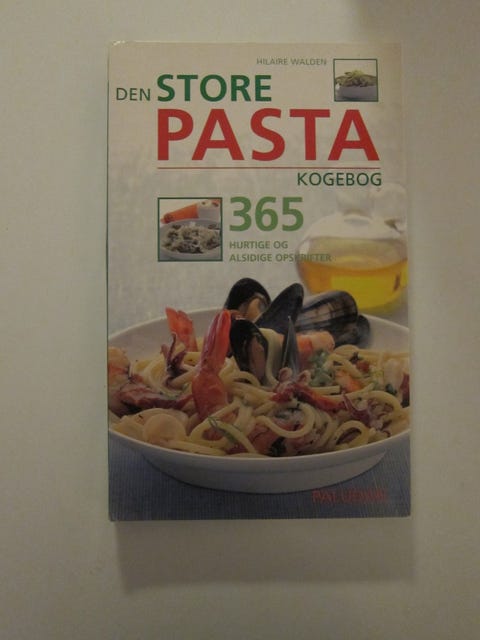 HILAIRE WALDEN
DEN STORE
PASTA
KOGEBOG
365
HURTIGE OG
ALSIDIGE OPSKRIFTER